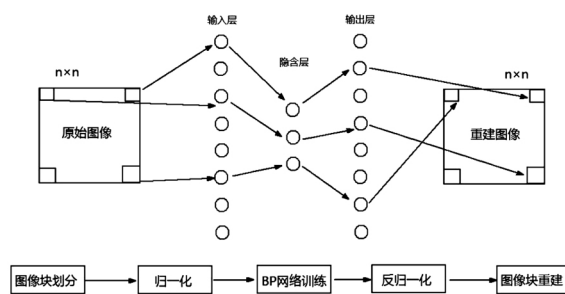 输入层
输出层
隐含层
n×n
n×n
原始图像
重建图像
图像块划分
归一化
BP网络训练
反归一化
图像块重建